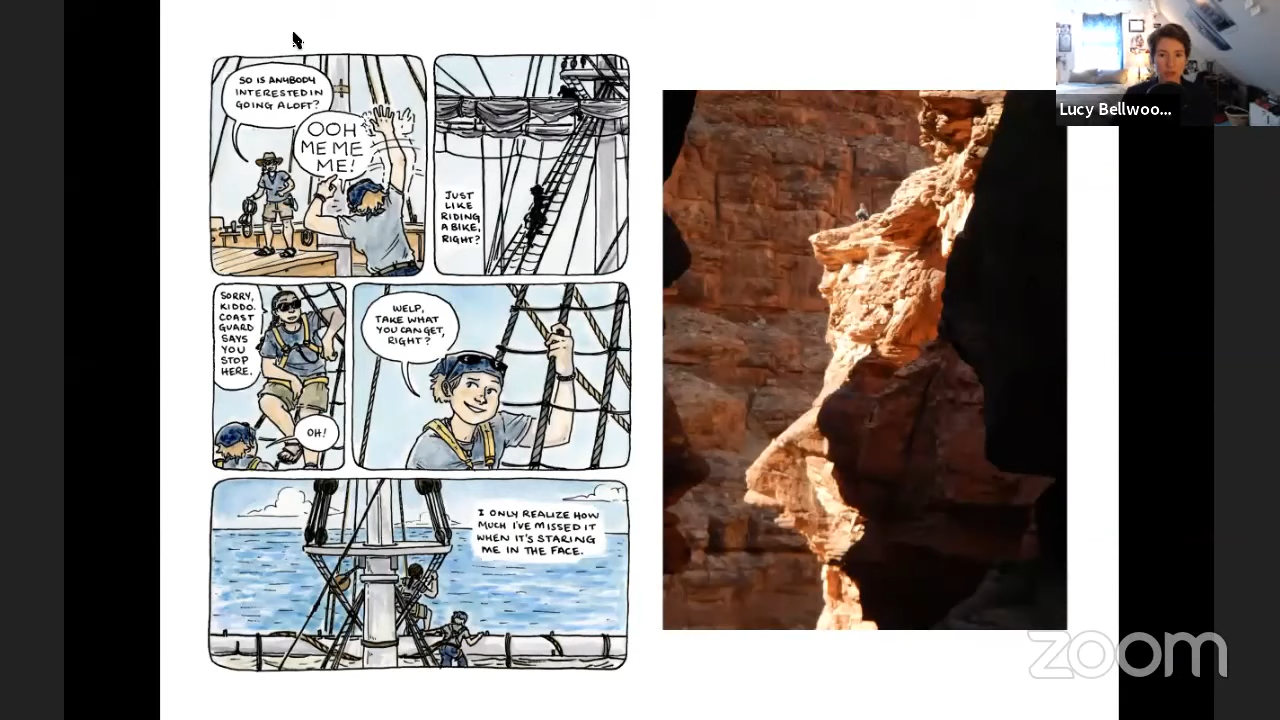 SO IS ANYBODY
INTERESTED IN
GOING ALOFT?
OOH
ME ME
ME!
JUST
LIKE
RIDING
A BIKE,
RIGHT?
SORRY,
KIDDO.
COAST
GUARD
SAYS
YOU
STOP
HERE.
OH!
WELP,
TAKE WHAT
YOU CAN GET,
RIGHT?
I ONLY REALIZE HOW
MUCH I'VE MISSED IT
WHEN IT'S STARING
ME IN THE FACE.
Lucy Bellwoo...
zoom